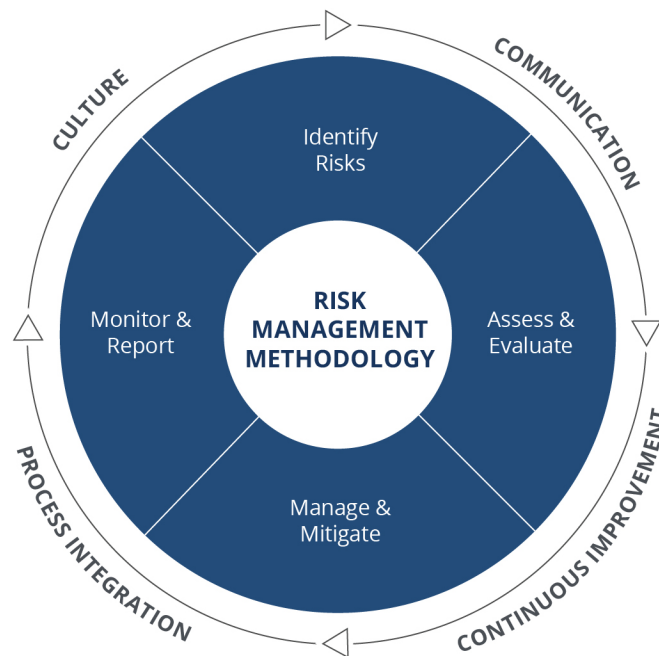 CULTURE
COMMUNICATION
Identify
Risks
Monitor &
Report
RISK
MANAGEMENT
METHODOLOGY
Assess &
Evaluate
Manage &
Mitigate
PROCESS INTEGRATION
CONTINUOUS IMPROVEMENT